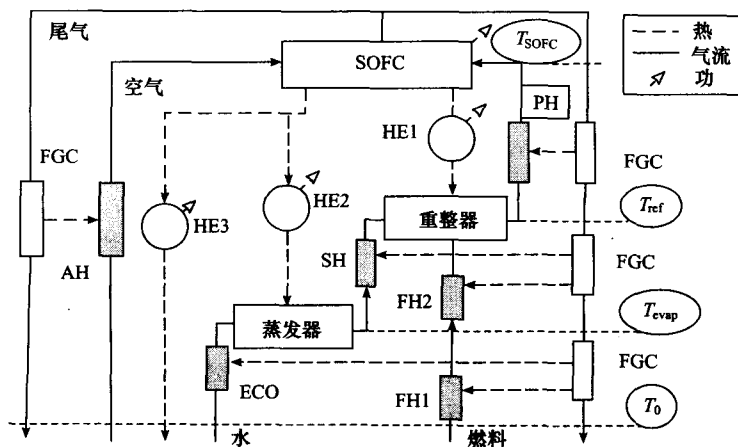 尾气
T_SOFC
热
气流
功
SOFC
空气
PH
HE1
FGC
FGC
HE2
T_ref
HE3
重整器
SH
FGC
AH
FH2
T_evap
蒸发器
FGC
ECO
FH1
T_0
水
燃料